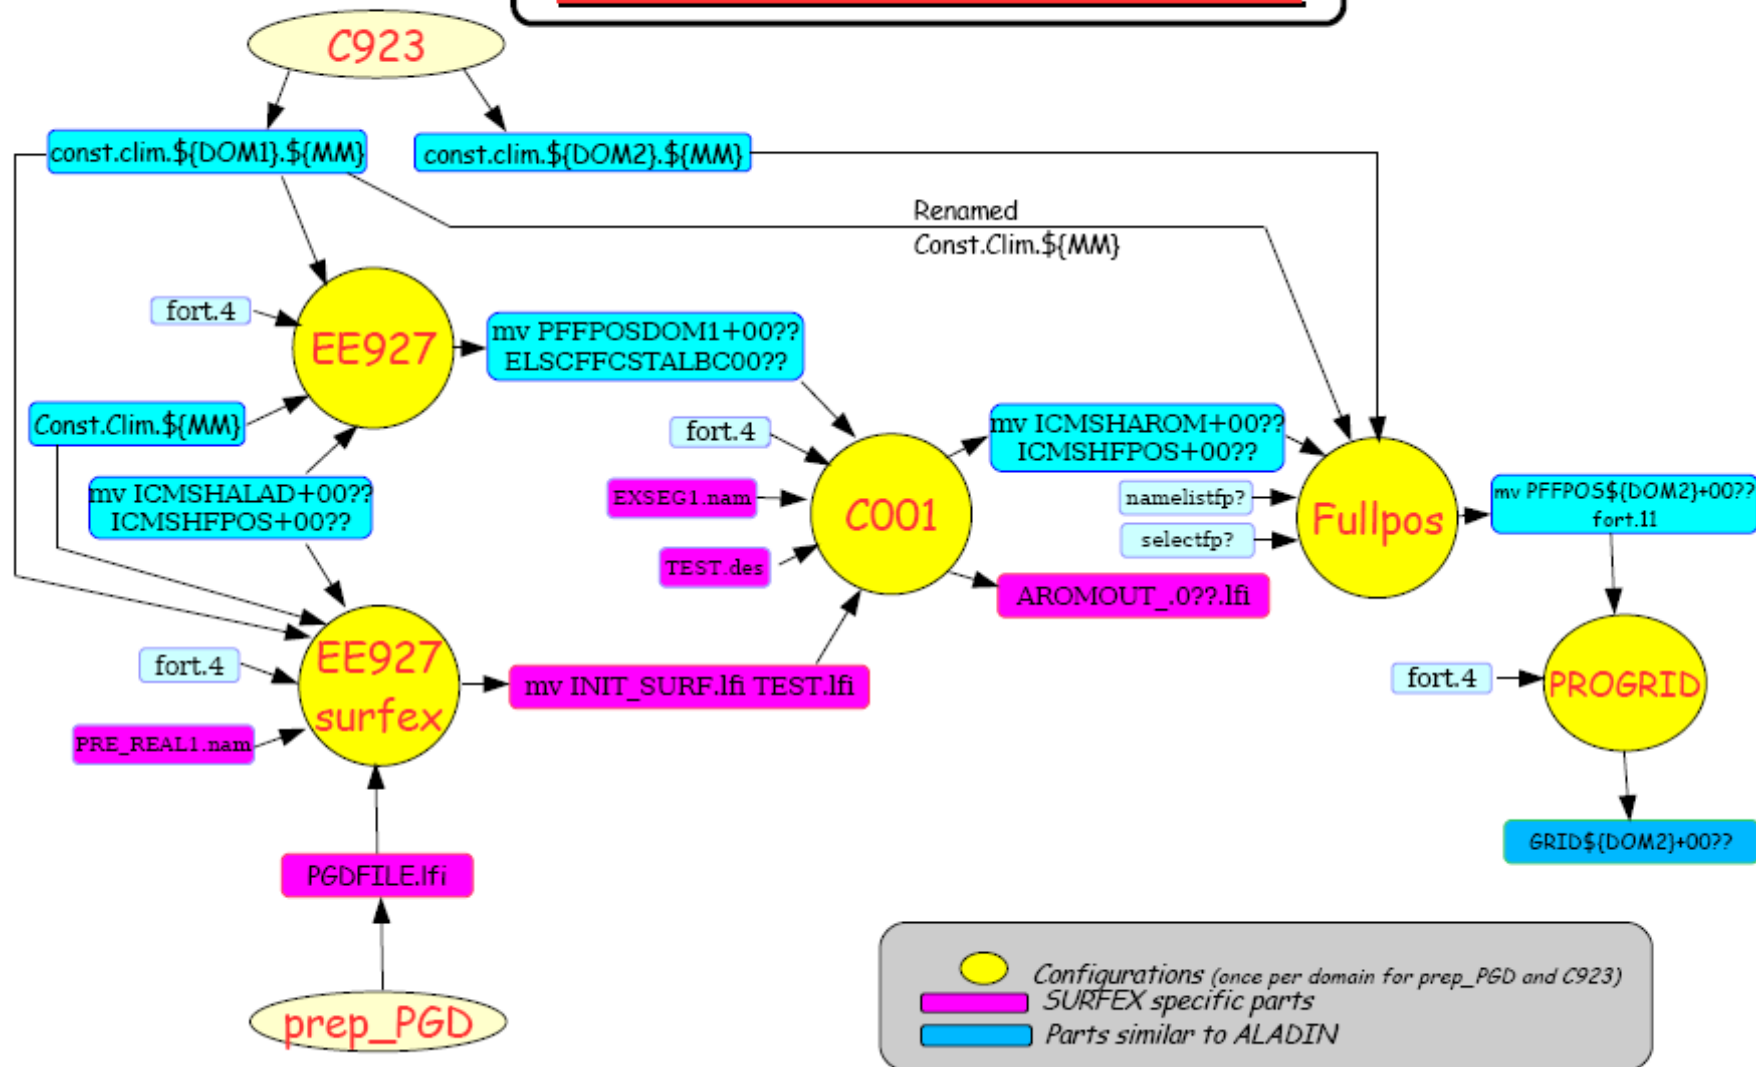 C923
const.clim.${DOM1}.${MM}
const.clim.${DOM2}.${MM}
Renamed
Const.Clim.${MM}
fort.4
EE927
mv PFFPOSDOM1+00??
ELSCFFCSTALBC00??
Const.Clim.${MM}
mv ICMSHALAD+00??
ICMSHFPOS+00??
fort.4
EXSEG1.nam
TEST.des
C001
mv ICMSHAROM+00??
ICMSHFPOS+00??
namelistfp?
selectfp?
Fullpos
mv PFFPOS${DOM2}+00??
fort.11
AROMOUT_.0??.lfi
fort.4
EE927
surfex
PRE_REAL1.nam
mv INIT_SURF.lfi TEST.lfi
fort.4
PROGRID
GRID${DOM2}+00??
PGDFILE.lfi
prep_PGD
Configurations (once per domain for prep_PGD and C923)
SURFEX specific parts
Parts similar to ALADIN